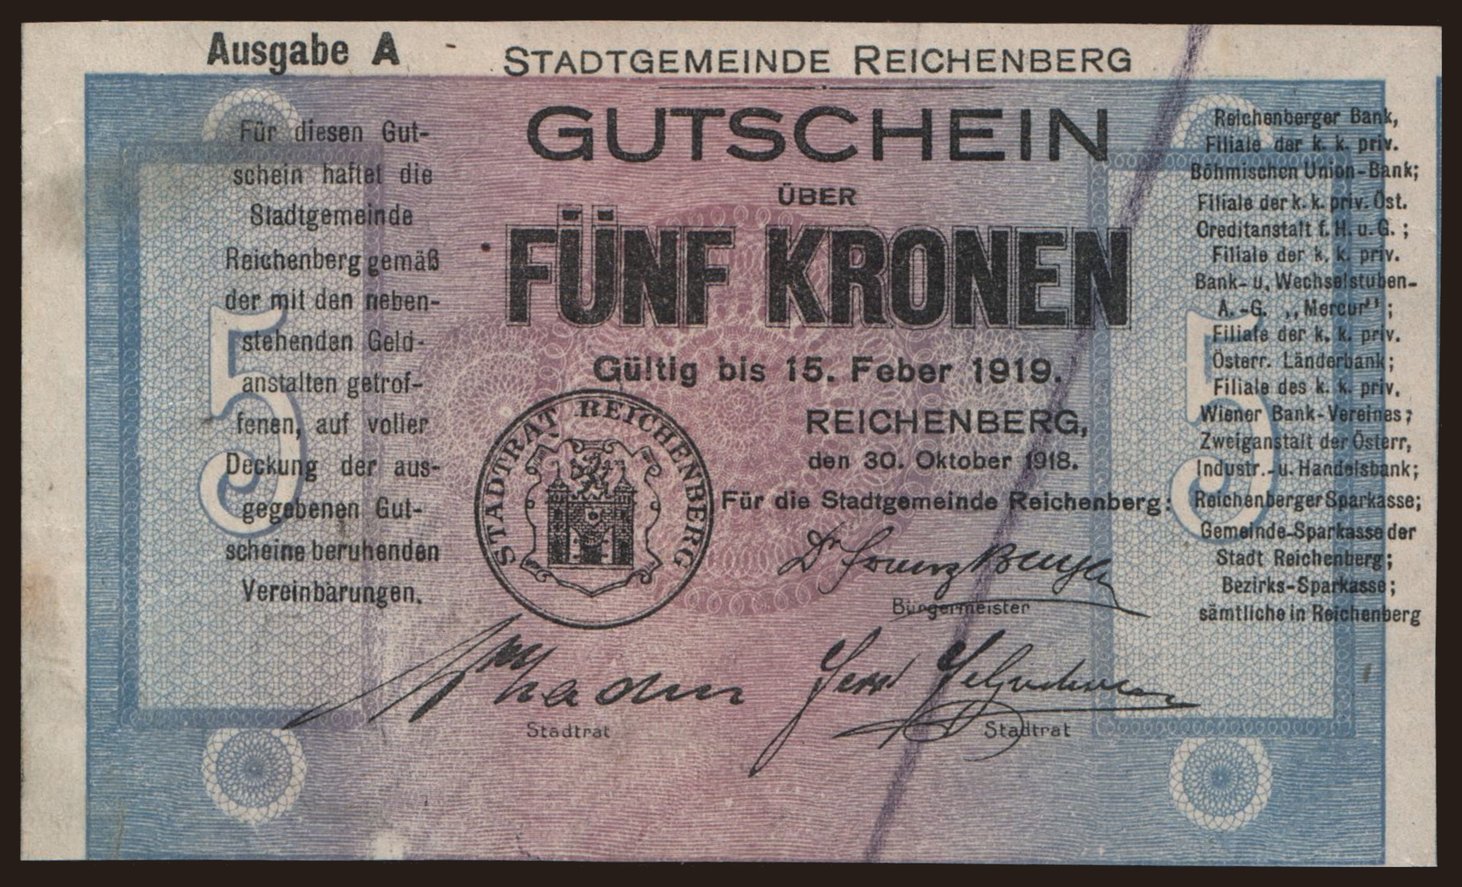 Ausgabe A
STADTGEMEINDE REICHENBERG
GUTSCHEIN
ÜBER
FÜNF KRONEN
Gültig bis 15. Feber 1919.
REICHENBERG,
den 30. Oktober 1918.
Für die Stadtgemeinde Reichenberg:
Bürgermeister
Stadtrat
Stadtrat
STADTRAT REICHENBERG
Für diesen Gut-
schein haftet die
Stadtgemeinde
Reichenberg gemäß
der mit den neben-
stehenden Geld-
anstalten getrof-
fenen, auf voller
Deckung der aus-
gegebenen Gut-
scheine beruhenden
Vereinbarungen.
5
Reichenberger Bank,
Filiale der k. k. priv.
Böhmischen Union-Bank;
Filiale der k. k. priv. Öst.
Creditanstalt f. H. u. G.;
Filiale der k. k. priv.
Bank- u. Wechselstuben-
A.-G. „Mercur";
Filiale der k. k. priv.
Österr. Länderbank;
Filiale des k. k. priv.
Wiener Bank-Vereines;
Zweiganstalt der Österr.
Industr.- u. Handelsbank;
Reichenberger Sparkasse;
Gemeinde-Sparkasse der
Stadt Reichenberg;
Bezirks-Sparkasse;
sämtliche in Reichenberg
5